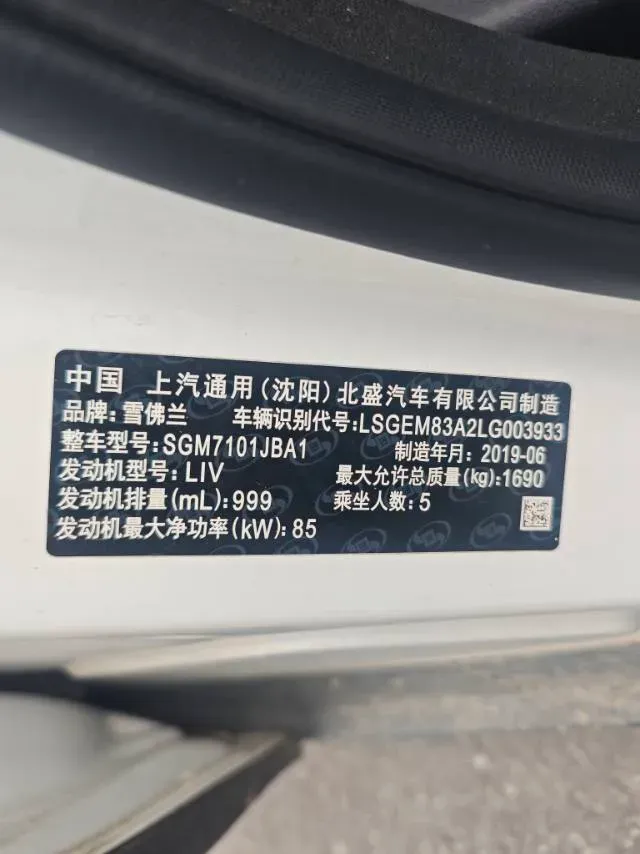 中国 上汽通用(沈阳)北盛汽车有限公司制造
品牌:雪佛兰 车辆识别代号:LSGEM83A2LG003933
整车型号:SGM7101JBA1 制造年月:2019-06
发动机型号:LIV 最大允许总质量(kg):1690
发动机排量(mL):999 乘坐人数:5
发动机最大净功率(kW):85